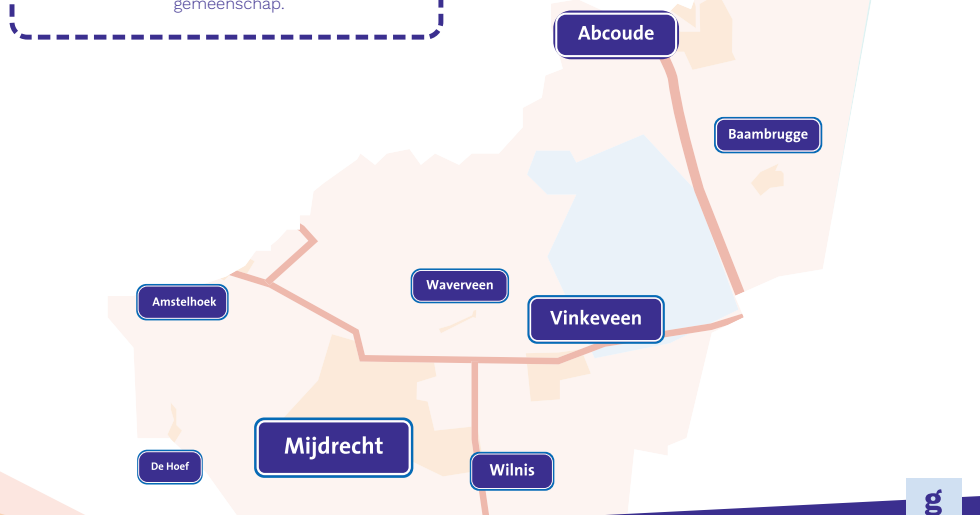 gemeenschap.
Abcoude
Baambrugge
Waverveen
Amstelhoek
Vinkeveen
Mijdrecht
De Hoef
Wilnis
g